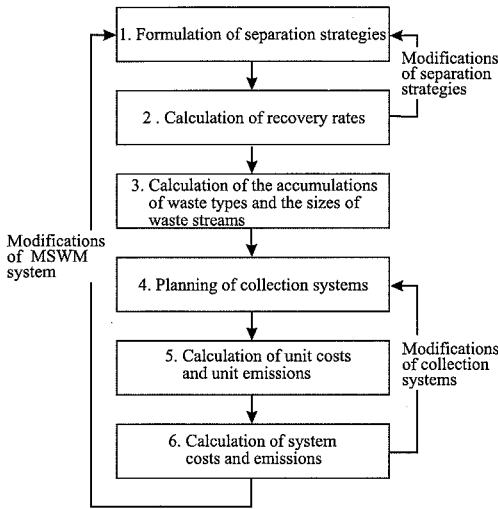 1. Formulation of separation strategies
Modifications
of separation
strategies
2 . Calculation of recovery rates
3. Calculation of the accumulations
of waste types and the sizes of
waste streams
Modifications
of MSWM
system
4. Planning of collection systems
5. Calculation of unit costs
and unit emissions
Modifications
of collection
systems
6. Calculation of system
costs and emissions